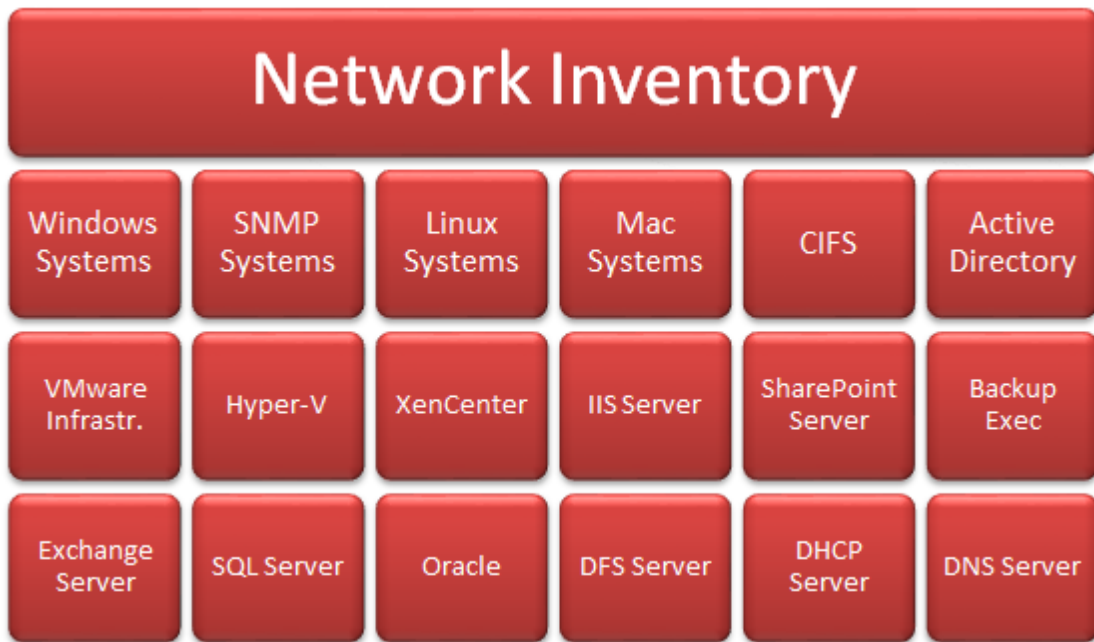 Network Inventory
Windows
Systems
SNMP
Systems
Linux
Systems
Mac
Systems
CIFS
Active
Directory
VMware
Infrastr.
Hyper-V
XenCenter
IIS Server
SharePoint
Server
Backup
Exec
Exchange
Server
SQL Server
Oracle
DFS Server
DHCP
Server
DNS Server